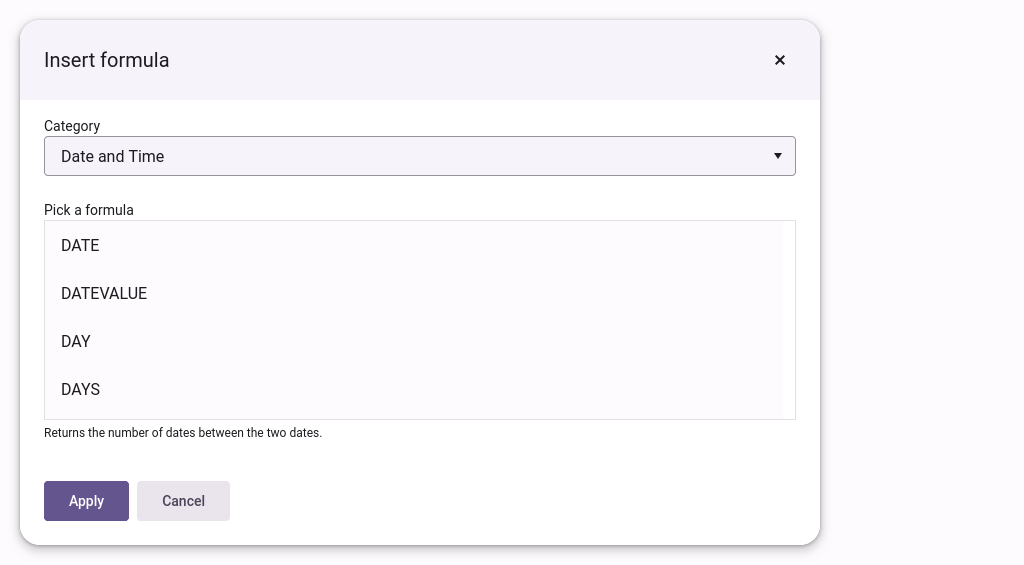 Insert formula
Category
Date and Time
Pick a formula
DATE
DATEVALUE
DAY
DAYS
Returns the number of dates between the two dates.
Apply Cancel